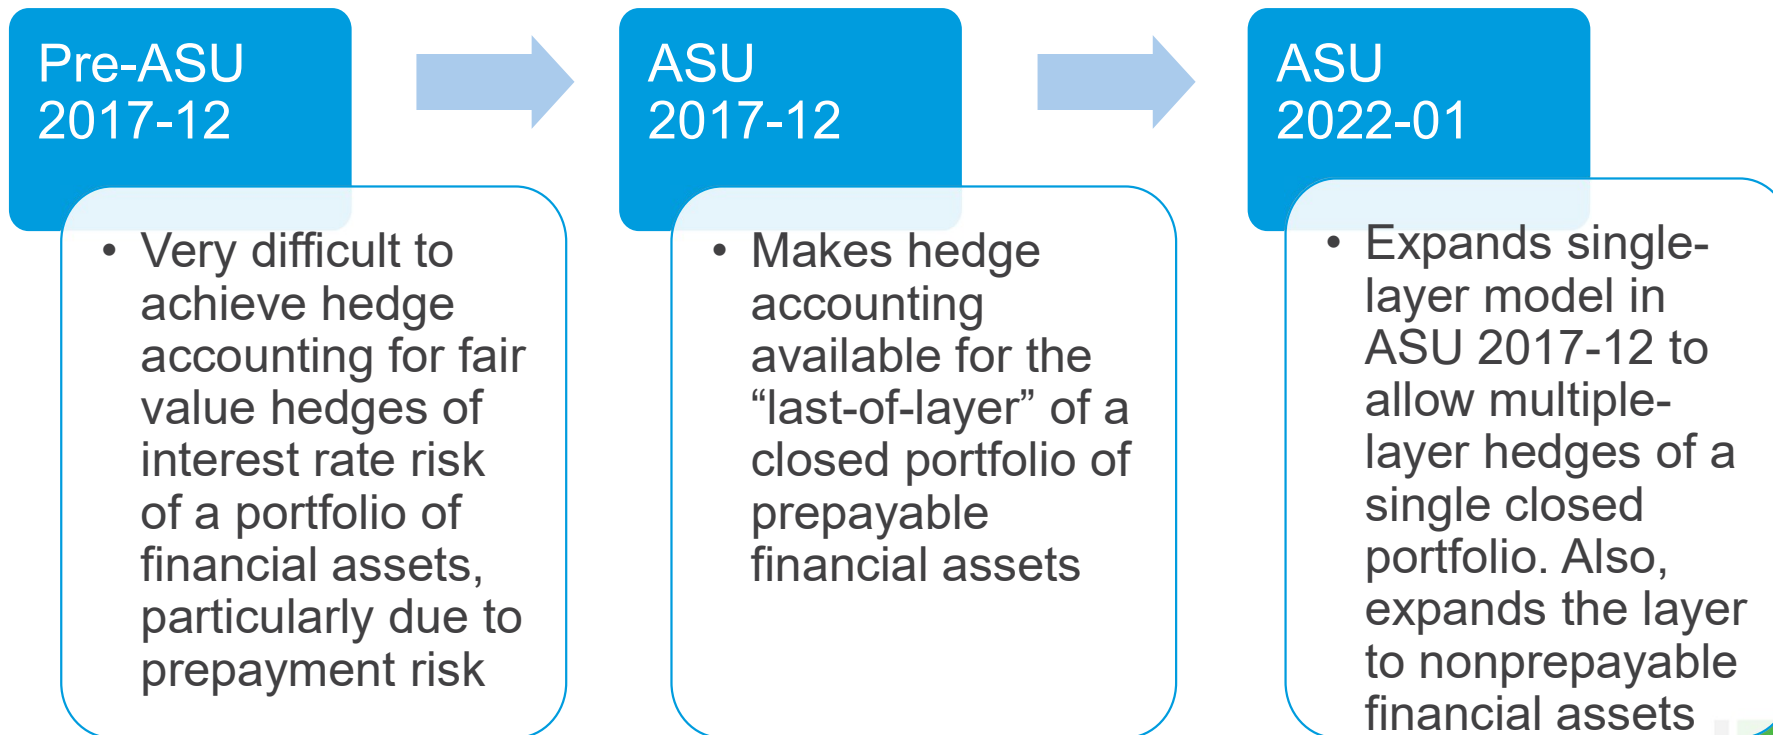 Pre-ASU
2017-12
• Very difficult to
achieve hedge
accounting for fair
value hedges of
interest rate risk
of a portfolio of
financial assets,
particularly due to
prepayment risk
ASU
2017-12
• Makes hedge
accounting
available for the
“last-of-layer” of a
closed portfolio of
prepayable
financial assets
ASU
2022-01
• Expands single-
layer model in
ASU 2017-12 to
allow multiple-
layer hedges of a
single closed
portfolio. Also,
expands the layer
to nonprepayable
financial assets